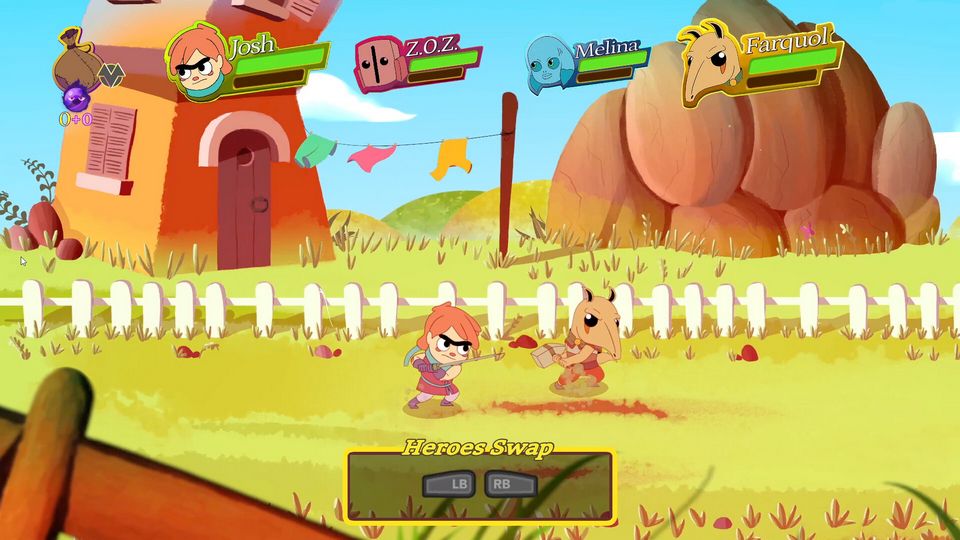 Josh
Z.O.Z.
Melina
Farquol
0+0
Heroes Swap
LB
RB